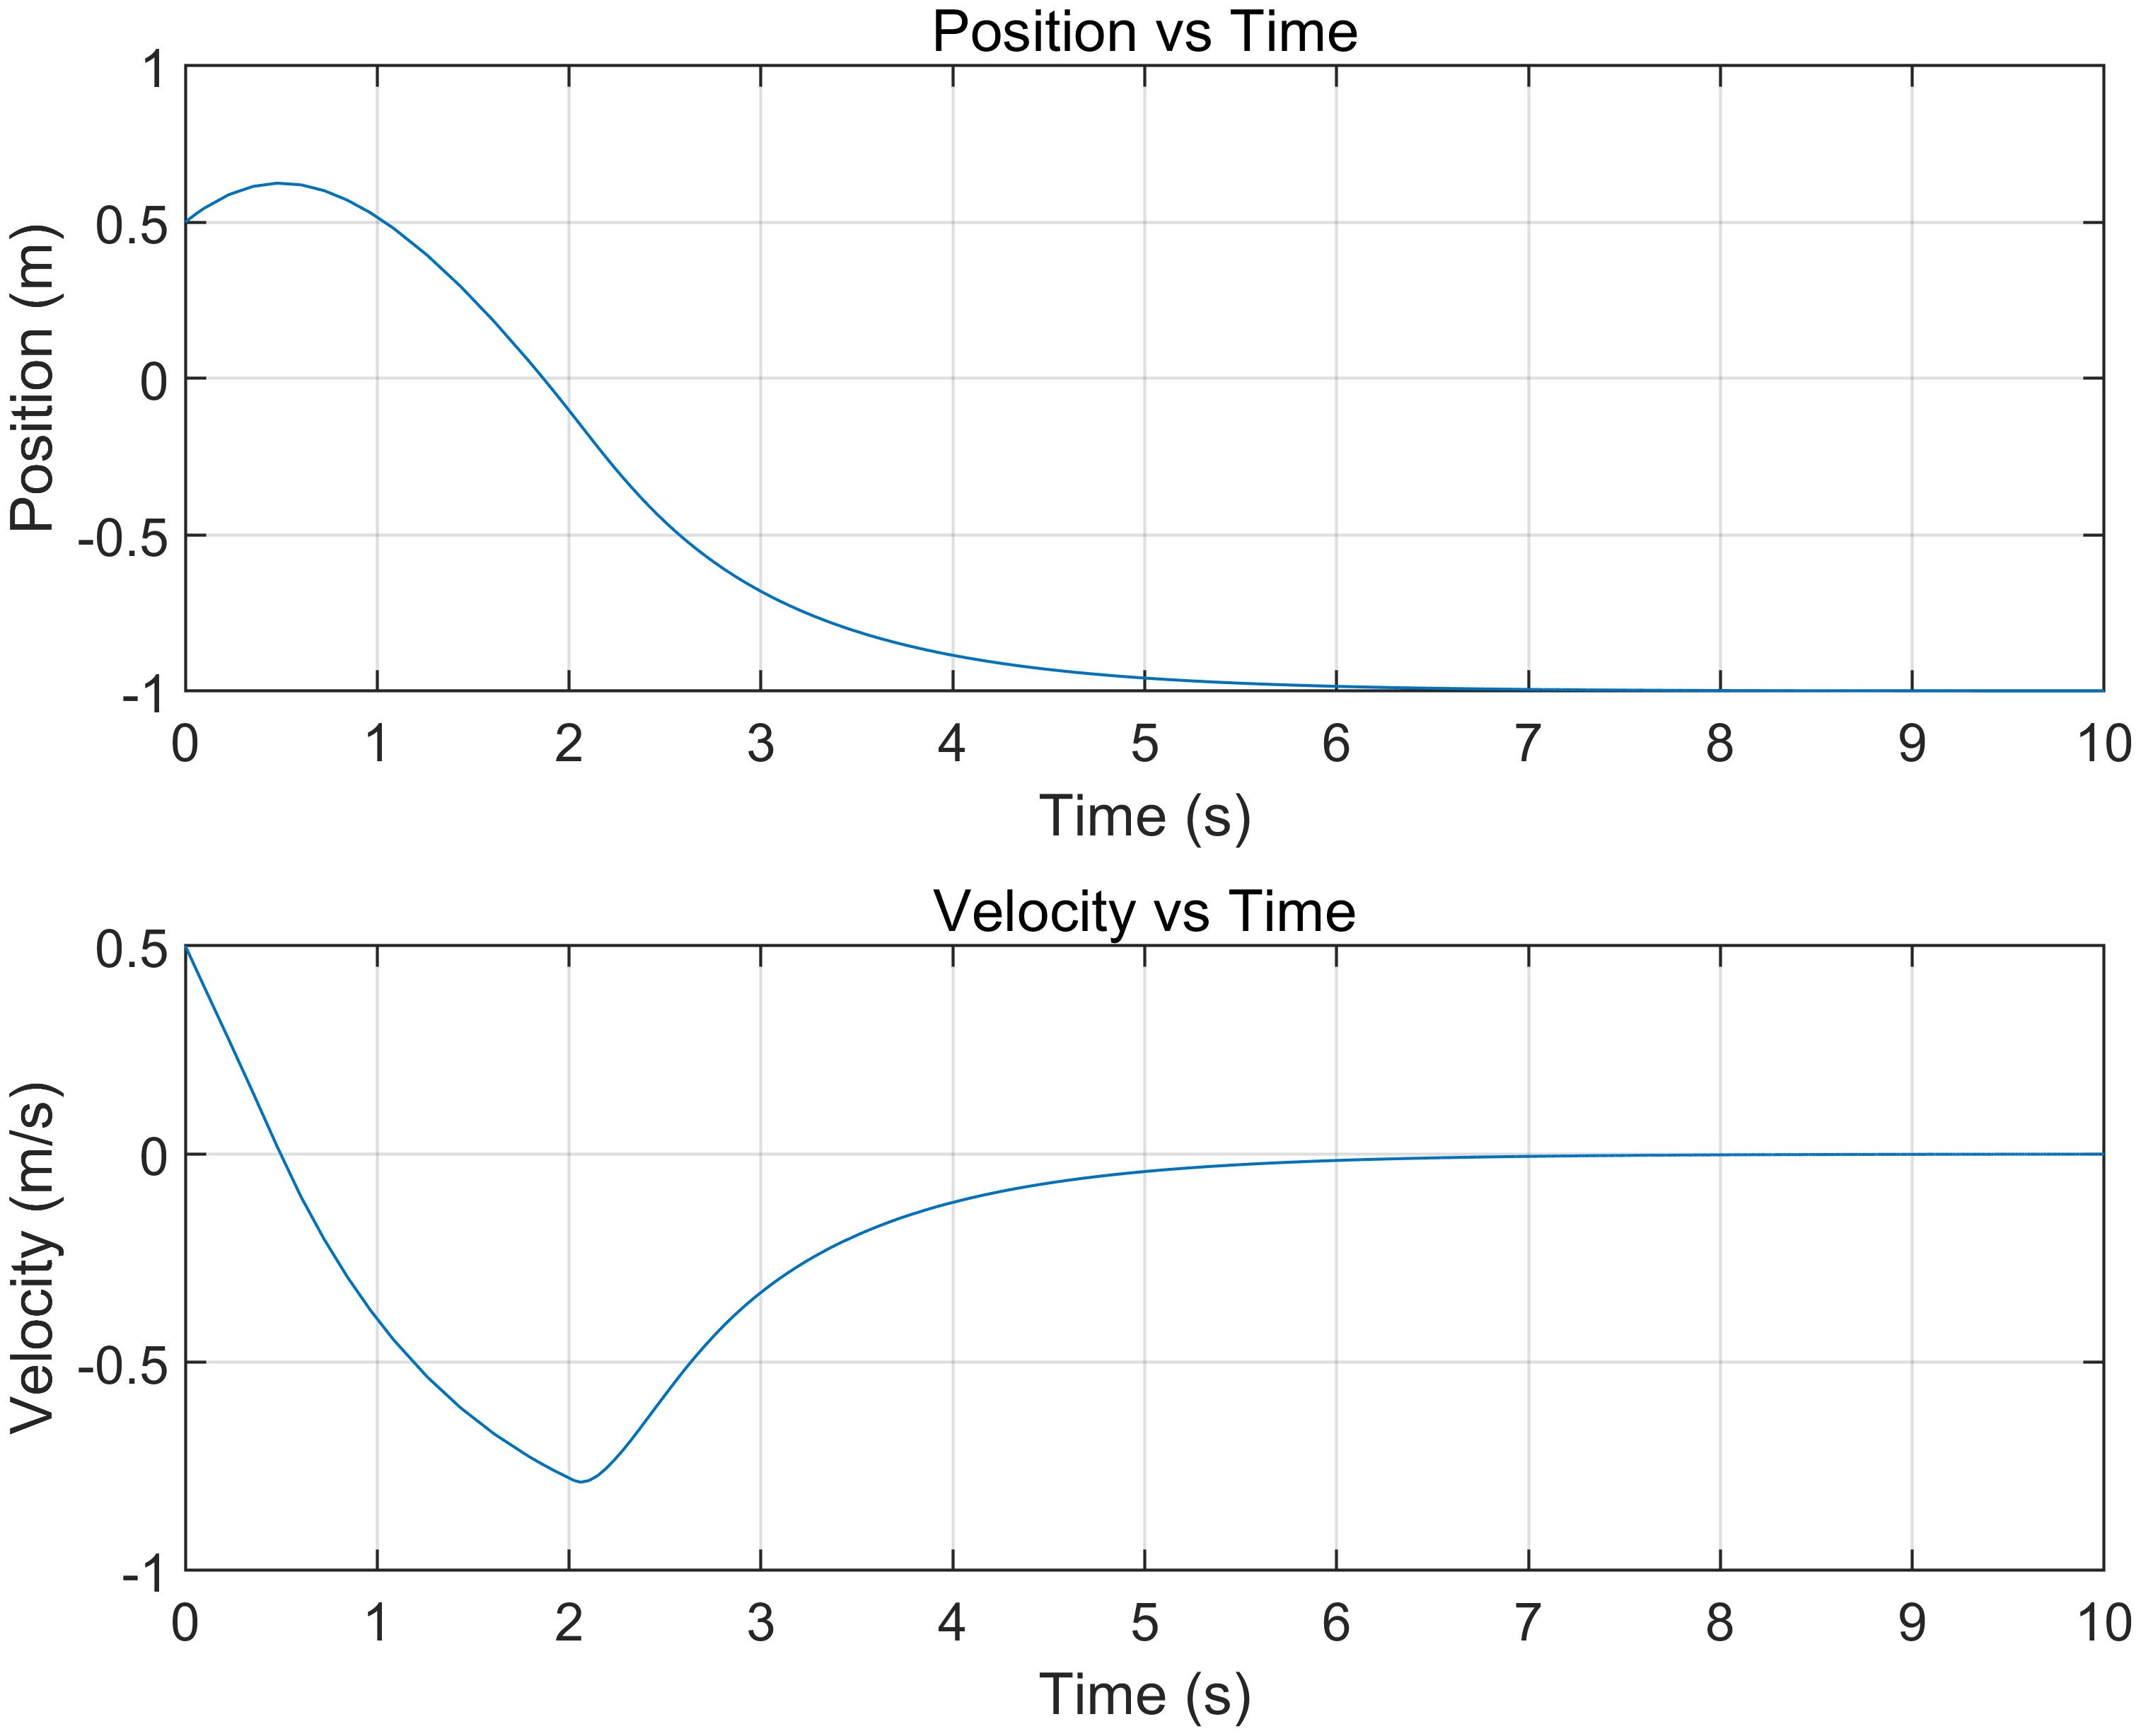 Position vs Time
1
0.5
0
-0.5
-1
Position (m)
0 1 2 3 4 5 6 7 8 9 10
Time (s)
Velocity vs Time
0.5
0
-0.5
-1
Velocity (m/s)
0 1 2 3 4 5 6 7 8 9 10
Time (s)